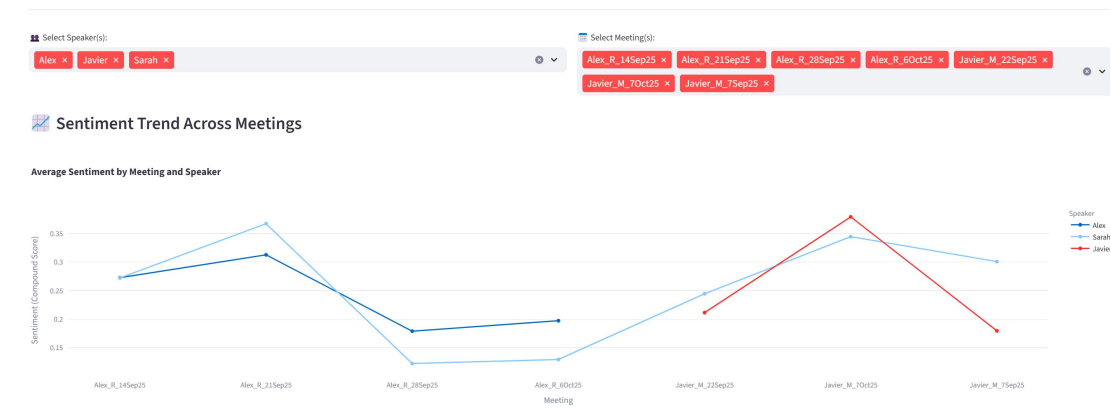 Select Speaker(s):
Alex × Javier × Sarah ×
Select Meeting(s):
Alex_R_14Sep25 × Alex_R_21Sep25 × Alex_R_28Sep25 × Alex_R_6Oct25 × Javier_M_22Sep25 ×
Javier_M_7Oct25 × Javier_M_7Sep25 ×
Sentiment Trend Across Meetings
Average Sentiment by Meeting and Speaker
Speaker
Alex
Sarah
Javier
Sentiment (Compound Score)
0.35
0.3
0.25
0.2
0.15
Alex_R_14Sep25
Alex_R_21Sep25
Alex_R_28Sep25
Alex_R_6Oct25
Javier_M_22Sep25
Javier_M_7Oct25
Javier_M_7Sep25
Meeting